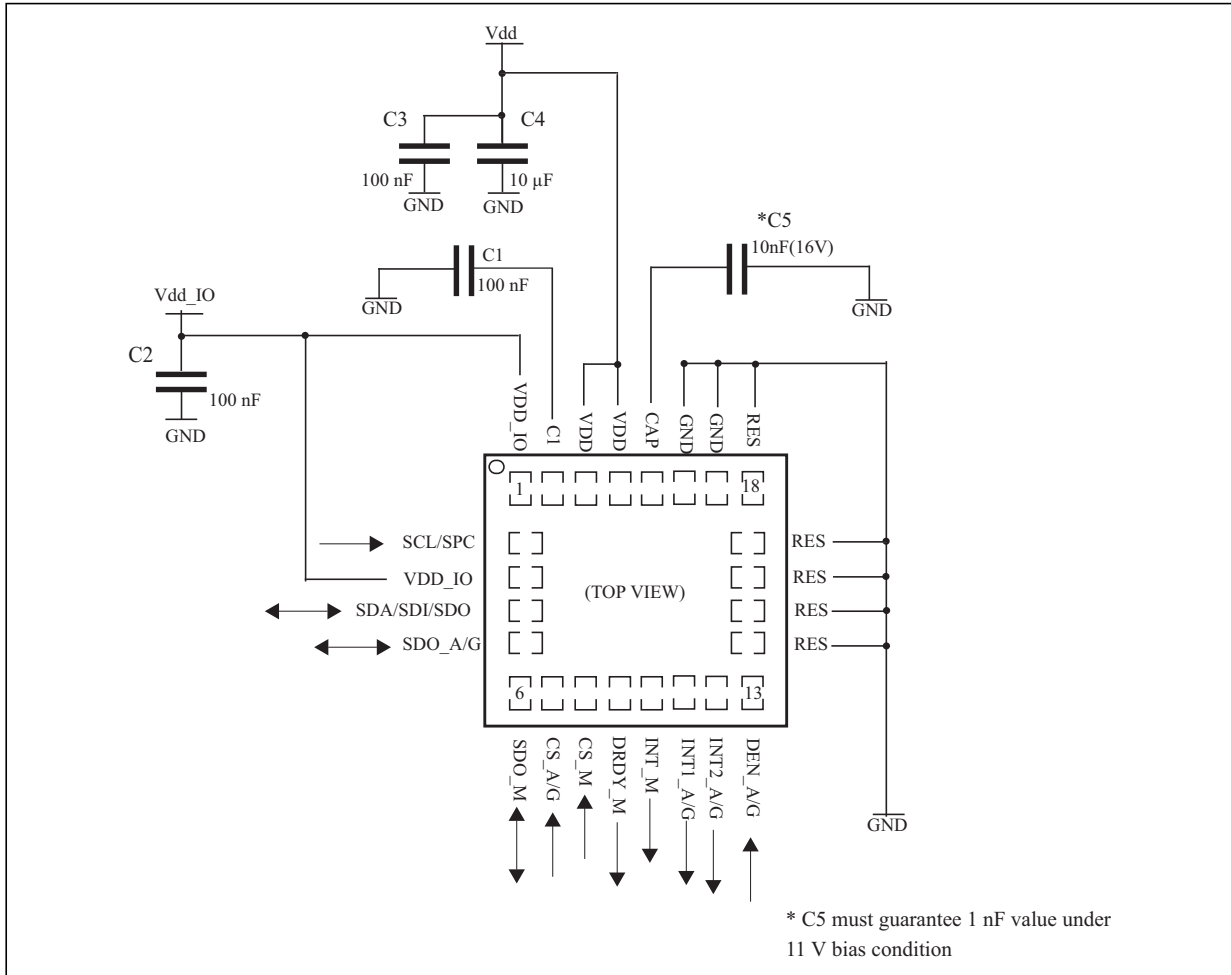 Vdd
C3
C4
100 nF
10 µF
GND
GND
*C5
10nF(16V)
C1
100 nF
GND
GND
Vdd_IO
C2
100 nF
GND
VDD_IO
C1
VDD
VDD
CAP
GND
GND
RES
1
18
SCL/SPC
RES
VDD_IO
RES
(TOP VIEW)
SDA/SDI/SDO
RES
SDO_A/G
RES
6
13
SDO_M
CS_A/G
CS_M
DRDY_M
INT_M
INT1_A/G
INT2_A/G
DEN_A/G
GND
* C5 must guarantee 1 nF value under
11 V bias condition